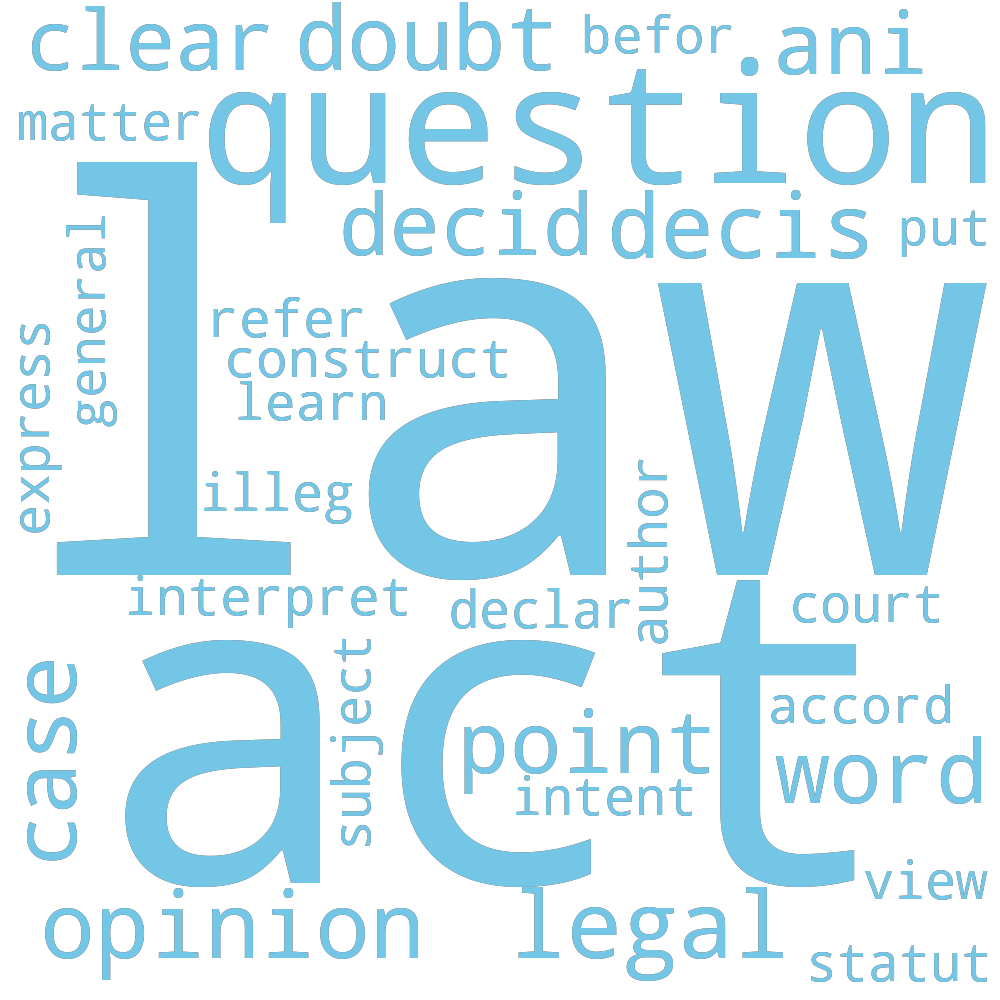 clear doubt befor ani
matter question
decid decis put
general
express
law
refer
construct
learn
illeg
author
interpret declar court
act
case
subject
accord
point word
intent
view
opinion legal
statut